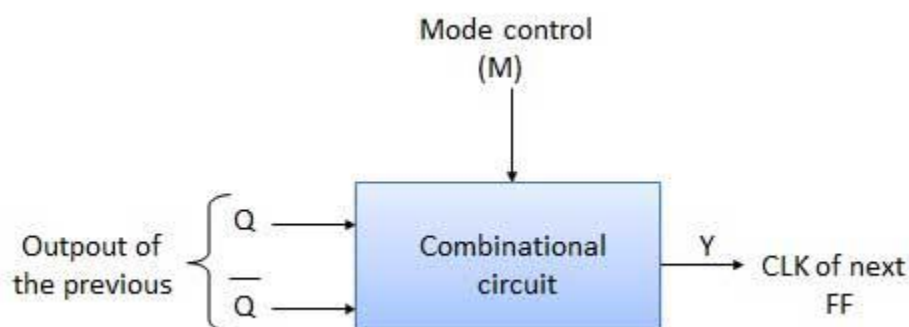 Mode control
(M)
Outpout of
the previous
Q
Q̅
Combinational
circuit
Y
CLK of next
FF